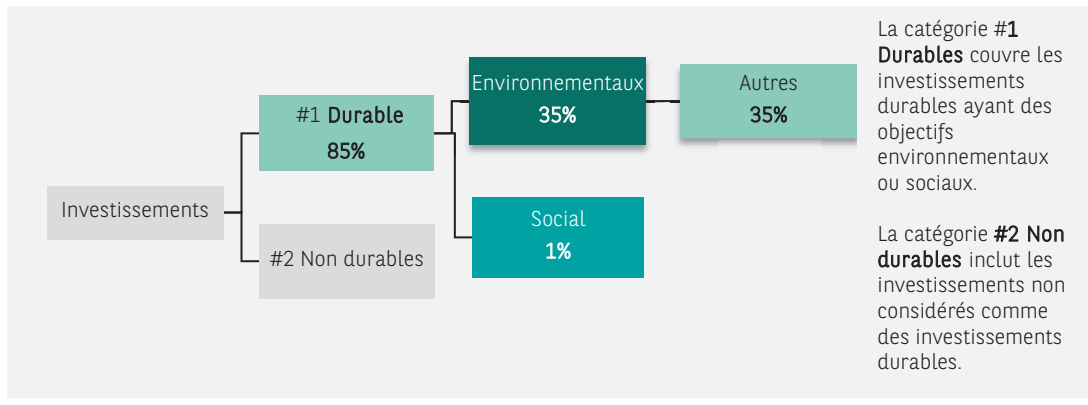 Investissements
#1 Durable
85%
#2 Non durables
Environnementaux
35%
Social
1%
Autres
35%
La catégorie #1
Durables couvre les
investissements
durables ayant des
objectifs
environnementaux
ou sociaux.
La catégorie #2 Non
durables inclut les
investissements non
considérés comme
des investissements
durables.